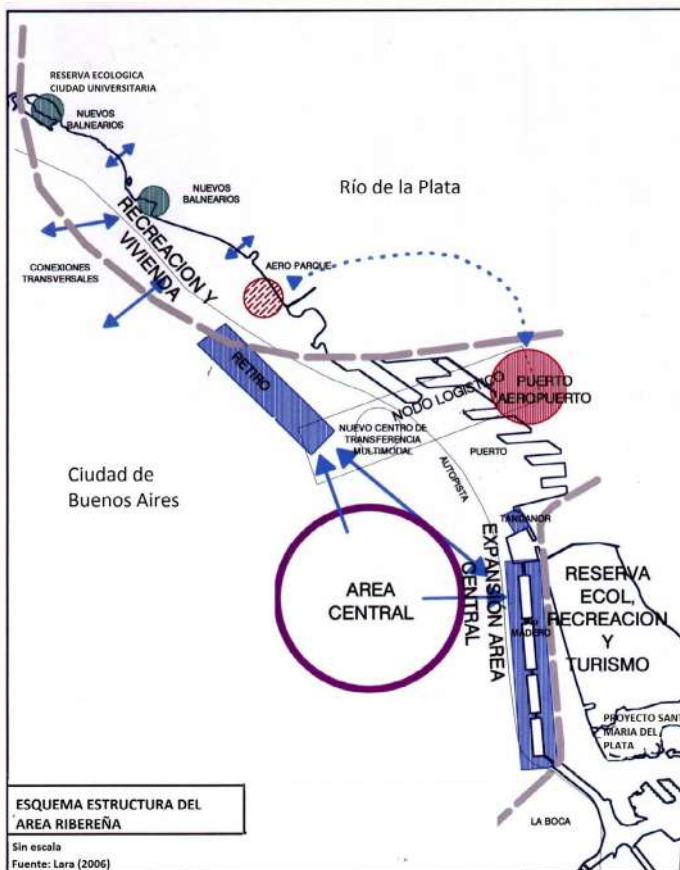 RESERVA ECOLOGICA
CIUDAD UNIVERSITARIA
NUEVOS
BALNEARIOS
NUEVOS
BALNEARIOS
Río de la Plata
RECREACION Y
VIVIENDA
CONEXIONES
TRANSVERSALES
AERO PARQUE
RETIRO
NODO LOGISTICO
PUERTO
AEROPUERTO
NUEVO CENTRO DE
TRANSFERENCIA
MULTIMODAL
PUERTO
AUTOPISTA
Ciudad de
Buenos Aires
TANDANOR
AREA
CENTRAL
EXPANSIÓN AREA
CENTRAL
MADERO
RESERVA
ECOL,
RECREACION
Y
TURISMO
PROYECTO SANT
MARIA DEL
PLATA
LA BOCA
ESQUEMA ESTRUCTURA DEL
AREA RIBEREÑA
Sin escala
Fuente: Lara (2006)